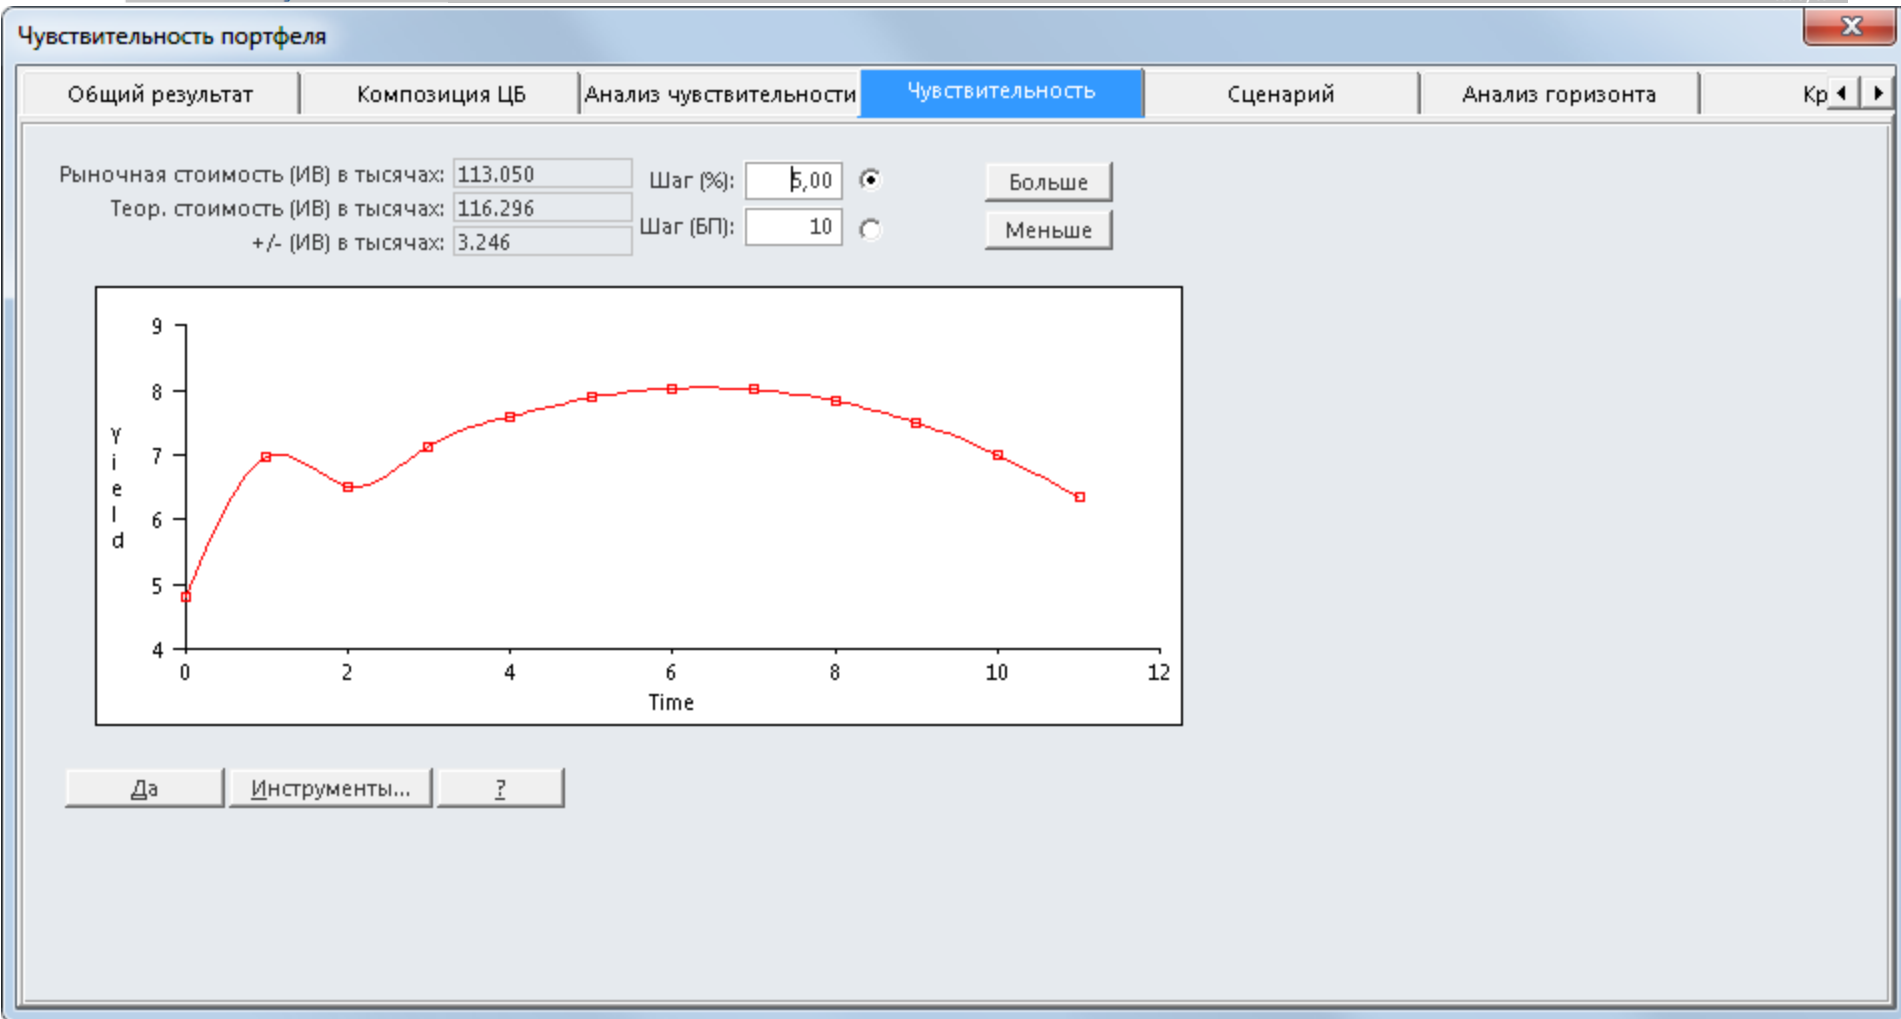 Чувствительность портфеля
x
Общий результат
Композиция ЦБ
Анализ чувствительности
Чувствительность
Сценарий
Анализ горизонта
Кр
Рыночная стоимость (ИВ) в тысячах: 113.050
Теор. стоимость (ИВ) в тысячах: 116.296
+/- (ИВ) в тысячах: 3.246
Шаг (%): 5,00
Шаг (БП): 10
Больше
Меньше
9
8
7
6
5
4
Yield
0 2 4 6 8 10 12
Time
Да
Инструменты...
?